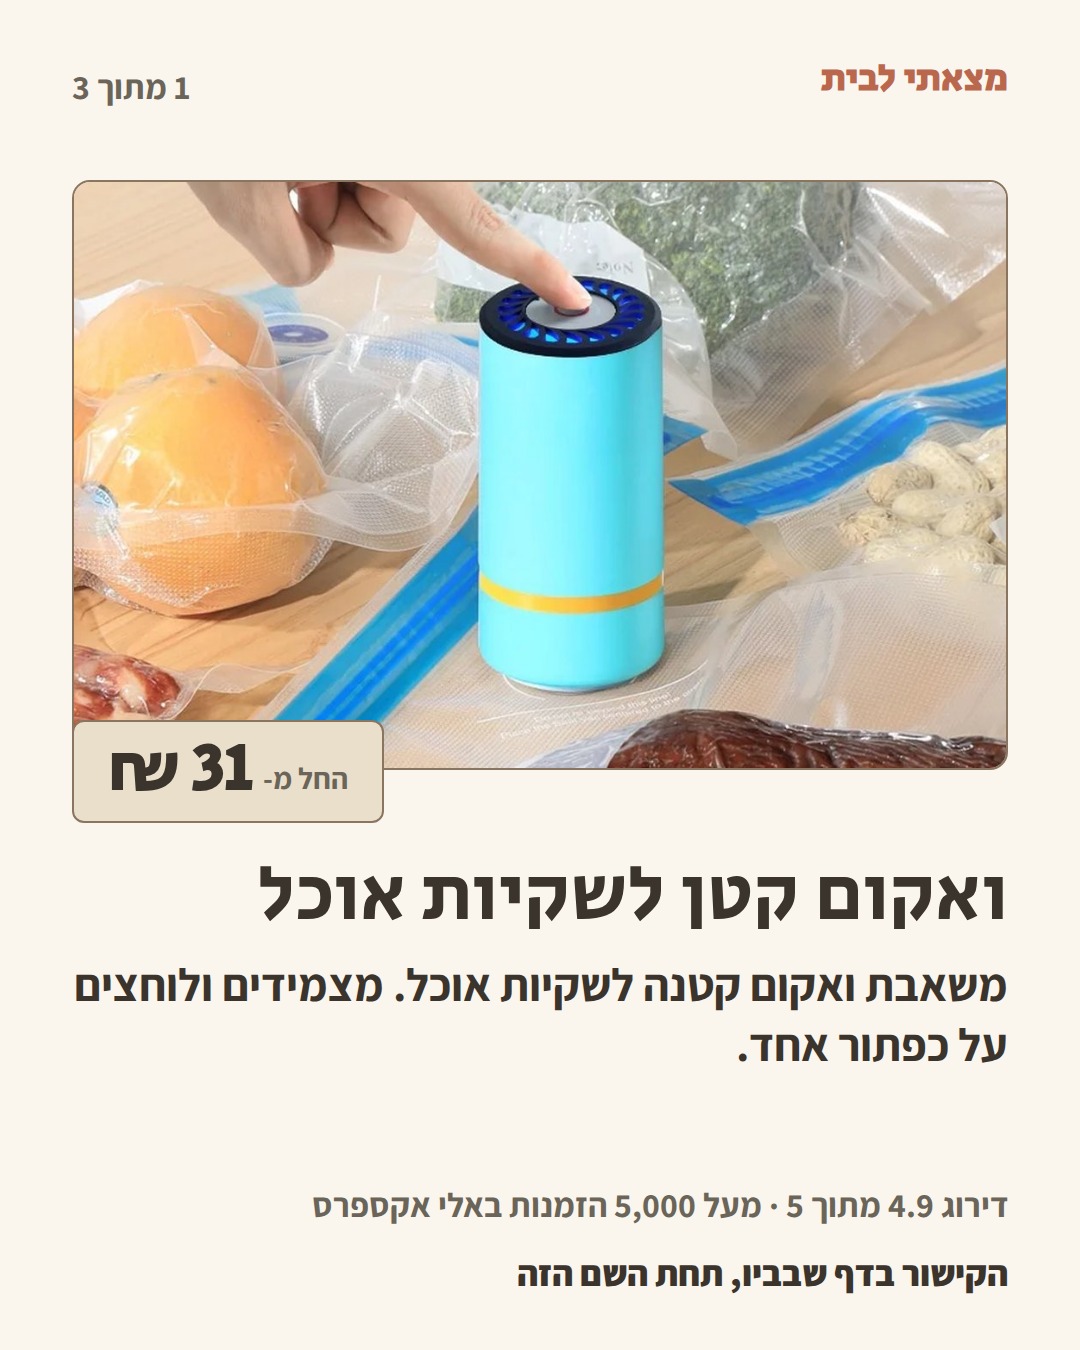 מצאתי לבית
1 מתוך 3
החל מ- 31 ₪
ואקום קטן לשקיות אוכל
משאבת ואקום קטנה לשקיות אוכל. מצמידים ולוחצים
על כפתור אחד.
דירוג 4.9 מתוך 5 · מעל 5,000 הזמנות באלי אקספרס
הקישור בדף שבביו, תחת השם הזה